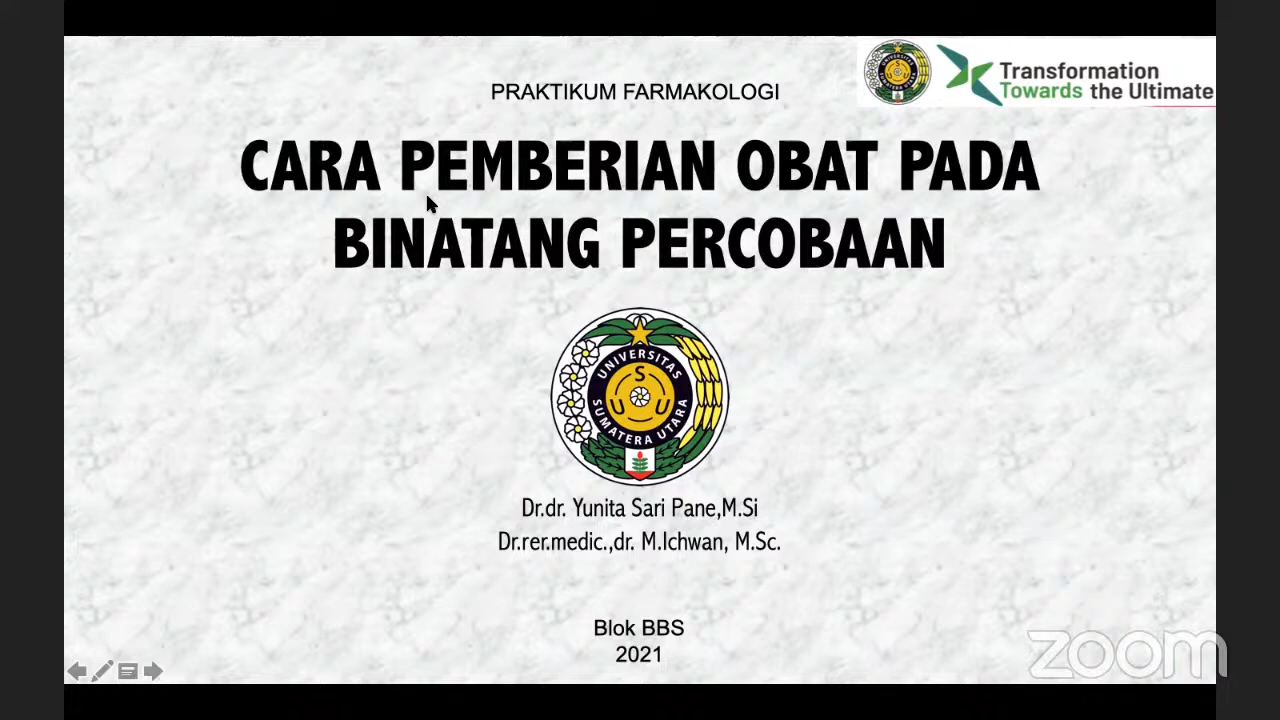 PRAKTIKUM FARMAKOLOGI
Transformation
Towards the Ultimate
CARA PEMBERIAN OBAT PADA
BINATANG PERCOBAAN
UNIVERSITAS
SUMATERA UTARA
U S U
Dr.dr. Yunita Sari Pane,M.Si
Dr.rer.medic.,dr. M.Ichwan, M.Sc.
Blok BBS
2021
zoom